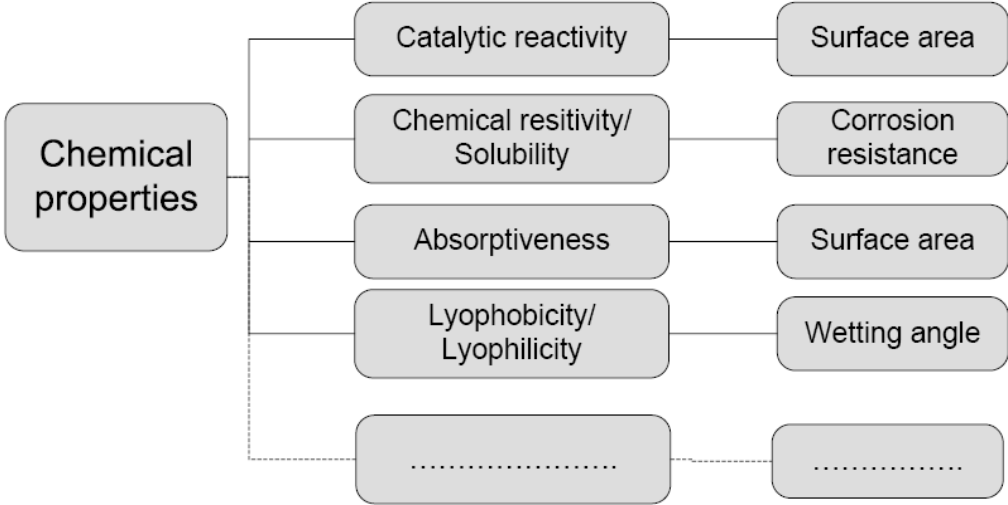 Chemical
properties
Catalytic reactivity
Surface area
Chemical resitivity/
Solubility
Corrosion
resistance
Absorptiveness
Surface area
Lyophobicity/
Lyophilicity
Wetting angle
.....................
...............